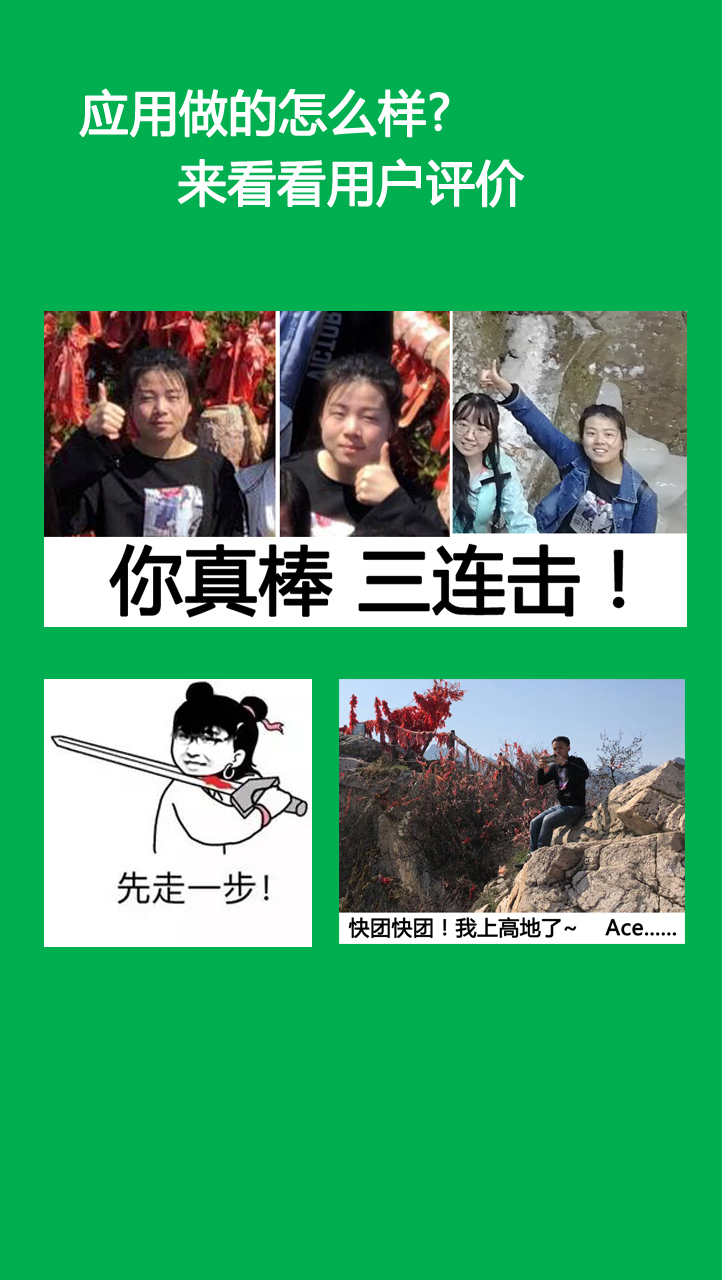 应用做的怎么样?
来看看用户评价
VICTOR
你真棒 三连击！
先走一步!
快团快团！我上高地了~ Ace......